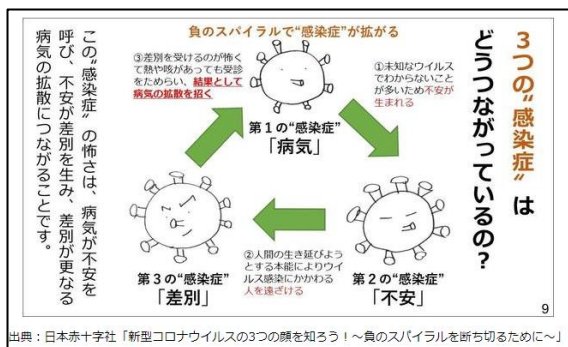 3つの〝感染症〟は
どうつながっているの?
負のスパイラルで“感染症”が拡がる
①未知なウイルス
でわからないこと
が多いため不安が
生まれる
第1の“感染症”
「病気」
②人間の生き延びよう
とする本能によりウイ
ルス感染にかかわる
人を遠ざける
第2の“感染症”
「不安」
③差別を受けるのが怖く
て熱や咳があっても受診
をためらい、結果として
病気の拡散を招く
第3の“感染症”
「差別」
この〝感染症〟の怖さは、病気が不安を
呼び、不安が差別を生み、差別が更なる
病気の拡散につながることです。
9
出典:日本赤十字社「新型コロナウイルスの3つの顔を知ろう!~負のスパイラルを断ち切るために~」